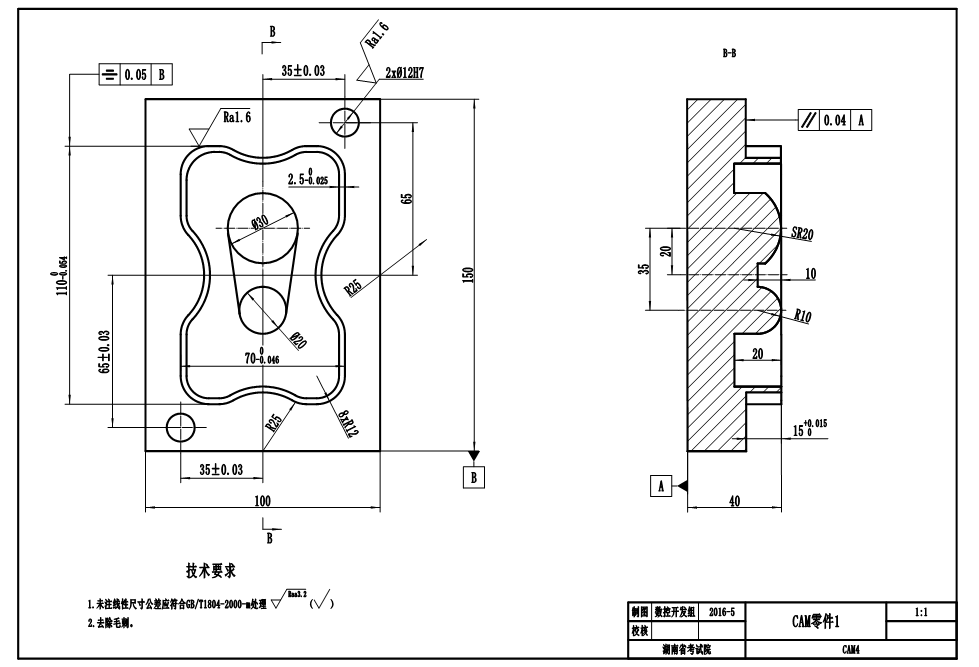 B
Ra1.6
35±0.03
2xØ12H7
B-B
⌯ 0.05 B
Ra1.6
// 0.04 A
2.5 0 -0.025
65
Ø30
SR20
110 0 -0.054
150
35
20
10
R25
R10
65±0.03
Ø20
70 0 -0.046
20
R25
8xR12
15 +0.015 0
35±0.03
B
A
100
40
B
技术要求
1.未注线性尺寸公差应符合GB/T1804-2000-m处理 Raa3.2 (√)
2.去除毛刺。
制图 数控开发组 2016-5 CAM零件1 1:1
校核
湖南省考试院 CAM4